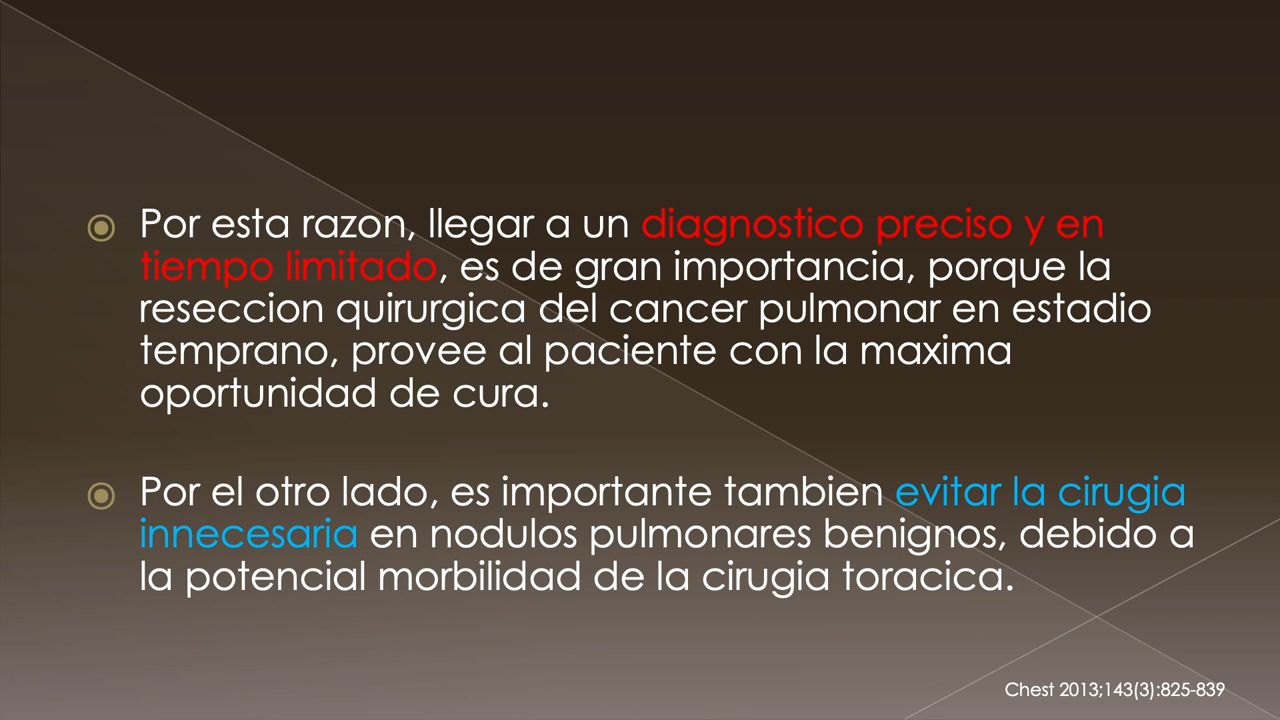 Por esta razon, llegar a un diagnostico preciso y en
tiempo limitado, es de gran importancia, porque la
reseccion quirurgica del cancer pulmonar en estadio
temprano, provee al paciente con la maxima
oportunidad de cura.
Por el otro lado, es importante tambien evitar la cirugia
innecesaria en nodulos pulmonares benignos, debido a
la potencial morbilidad de la cirugia toracica.
Chest 2013;143(3):825-839